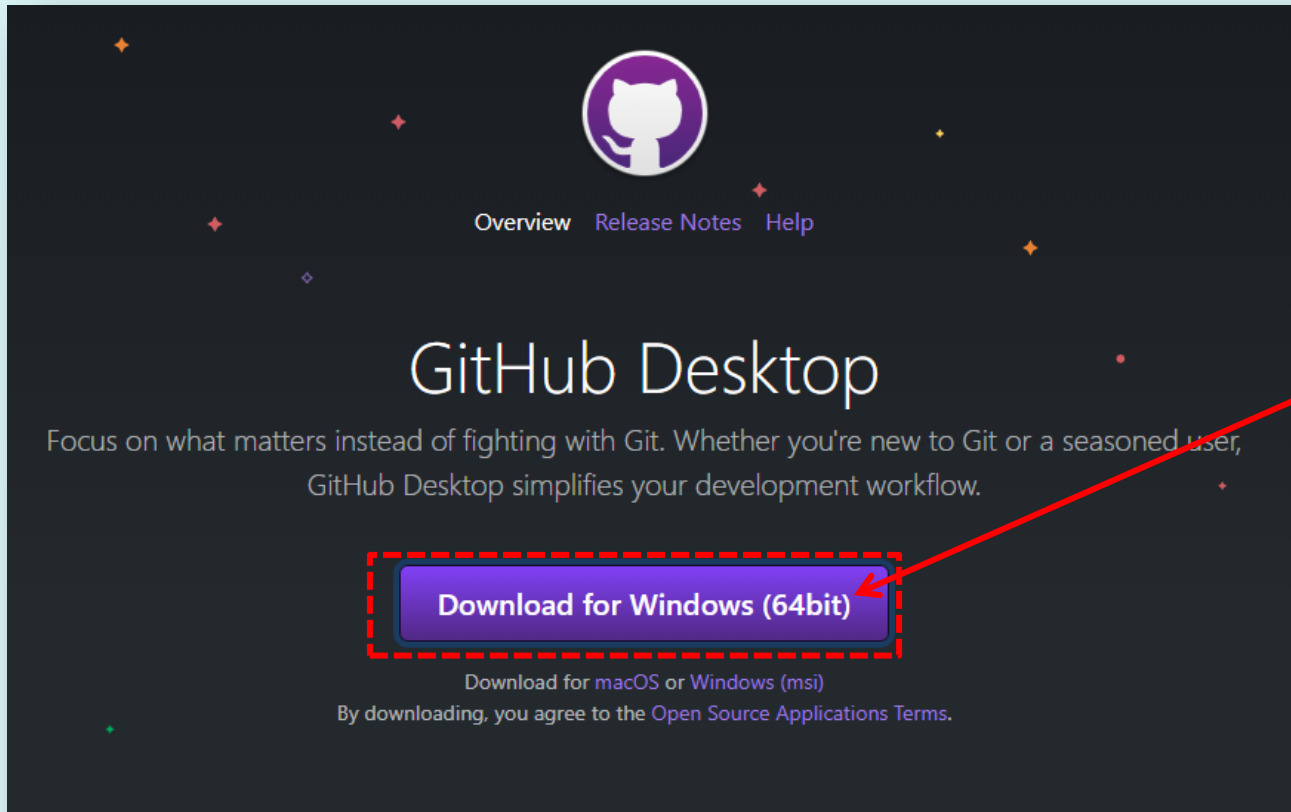 Overview Release Notes Help
GitHub Desktop
Focus on what matters instead of fighting with Git. Whether you're new to Git or a seasoned user,
GitHub Desktop simplifies your development workflow.
Download for Windows (64bit)
Download for macOS or Windows (msi)
By downloading, you agree to the Open Source Applications Terms.